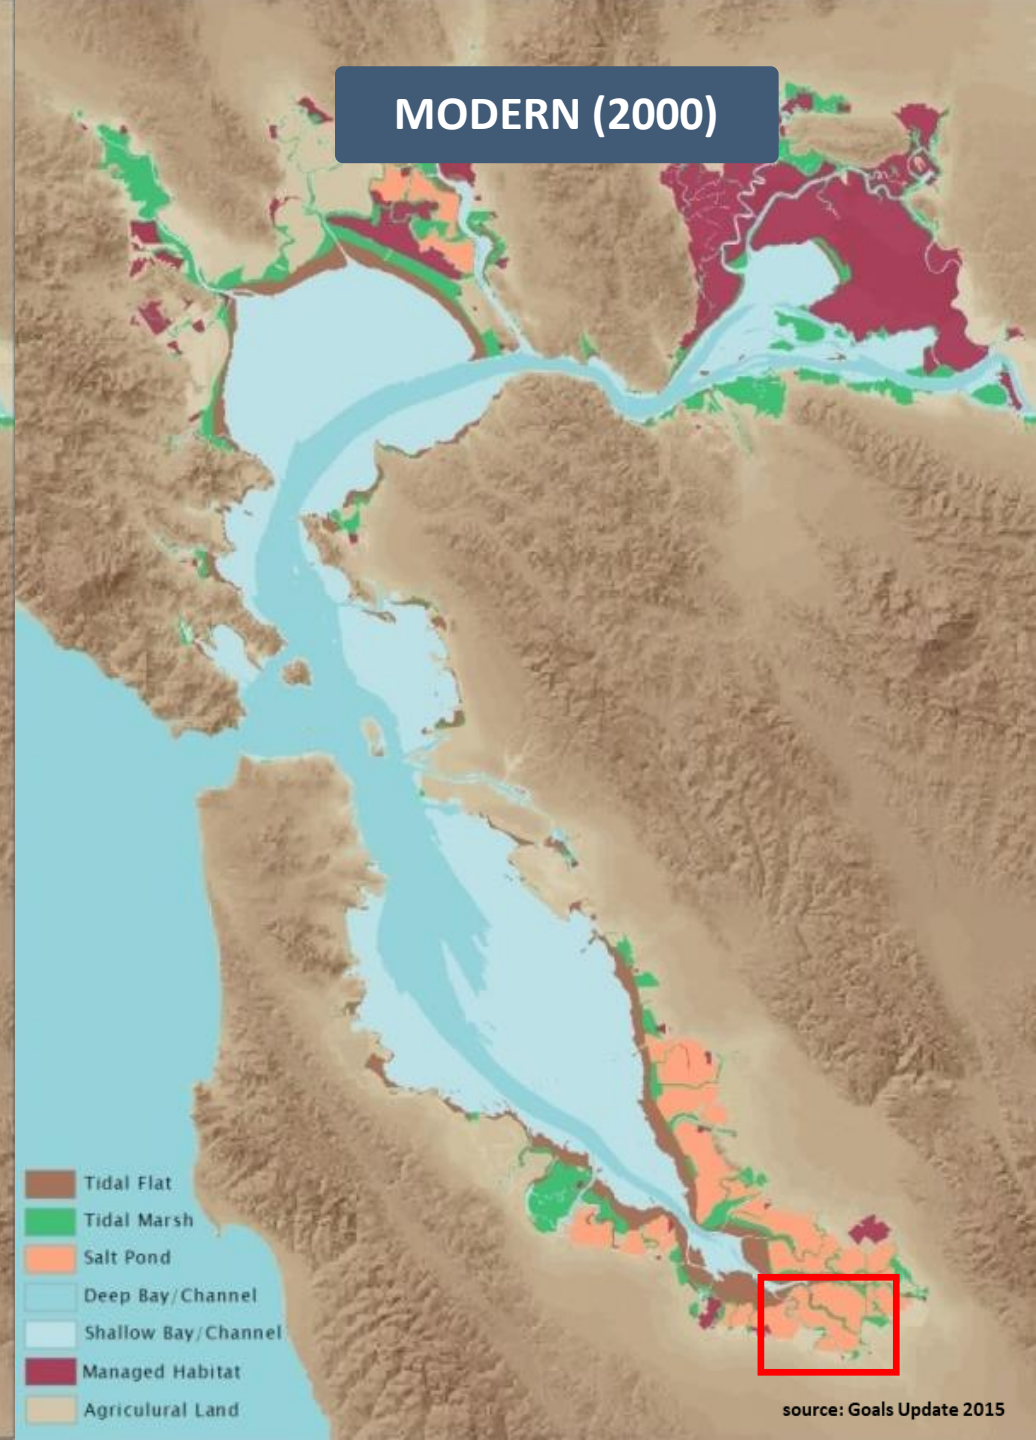 MODERN (2000)
Tidal Flat
Tidal Marsh
Salt Pond
Deep Bay/Channel
Shallow Bay/Channel
Managed Habitat
Agriculural Land
source: Goals Update 2015